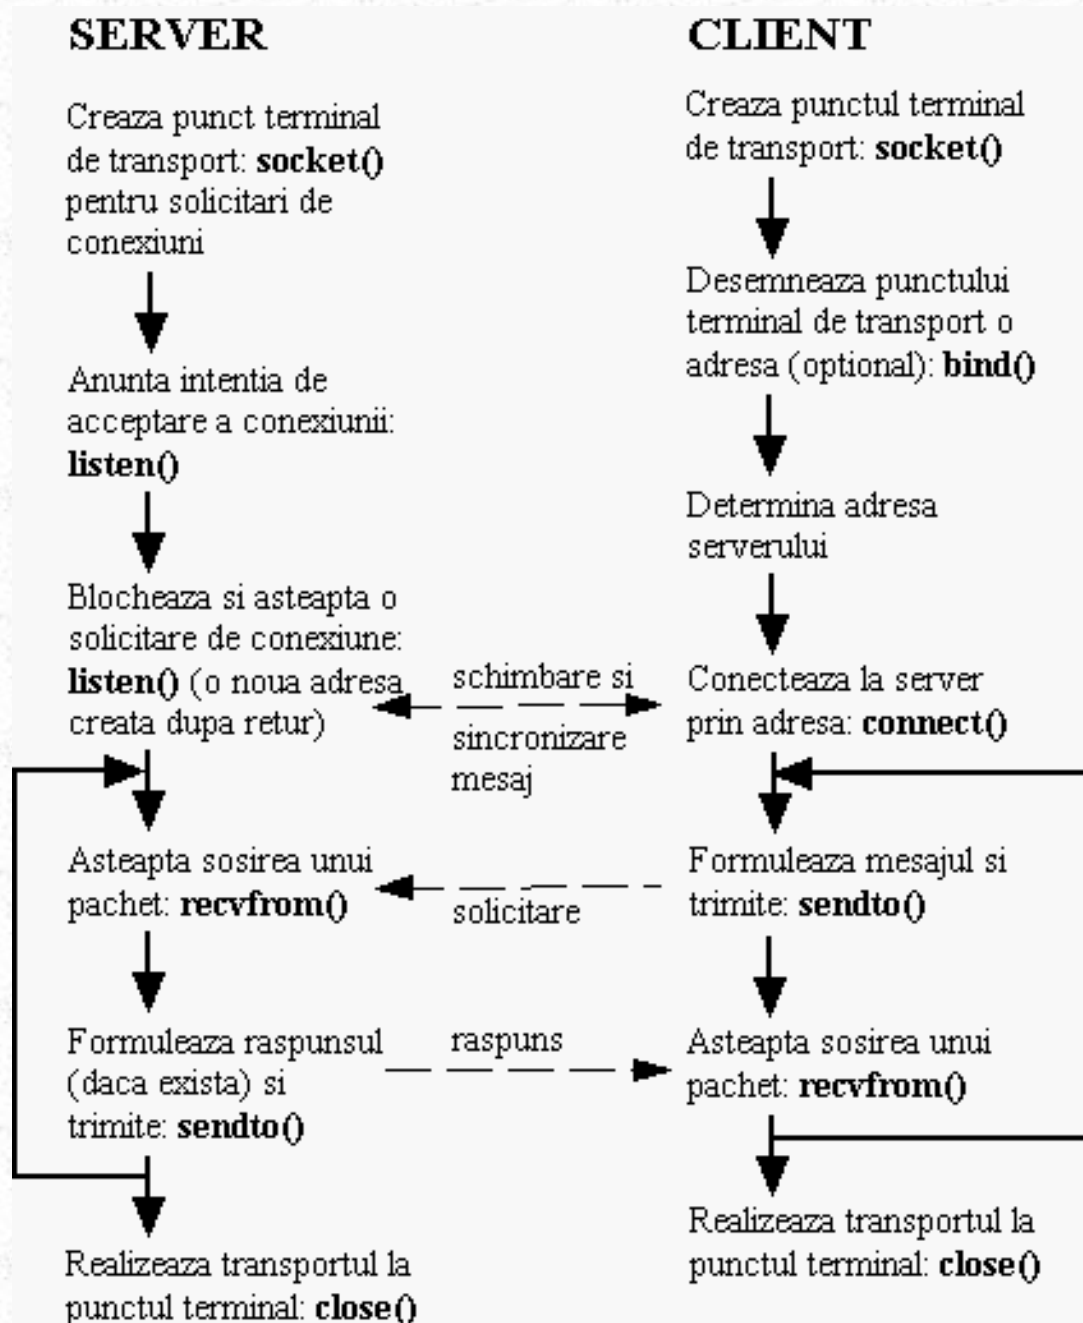 SERVER
Creaza punct terminal
de transport: socket()
pentru solicitari de
conexiuni
Anunta intentia de
acceptare a conexiunii:
listen()
Blocheaza si asteapta o
solicitare de conexiune:
listen() (o noua adresa
creata dupa retur)
Asteapta sosirea unui
pachet: recvfrom()
Formuleaza raspunsul
(daca exista) si
trimite: sendto()
Realizeaza transportul la
punctul terminal: close()
schimbare si
sincronizare
mesaj
solicitare
raspuns
CLIENT
Creaza punctul terminal
de transport: socket()
Desemneaza punctului
terminal de transport o
adresa (optional): bind()
Determina adresa
serverului
Conecteaza la server
prin adresa: connect()
Formuleaza mesajul si
trimite: sendto()
Asteapta sosirea unui
pachet: recvfrom()
Realizeaza transportul la
punctul terminal: close()